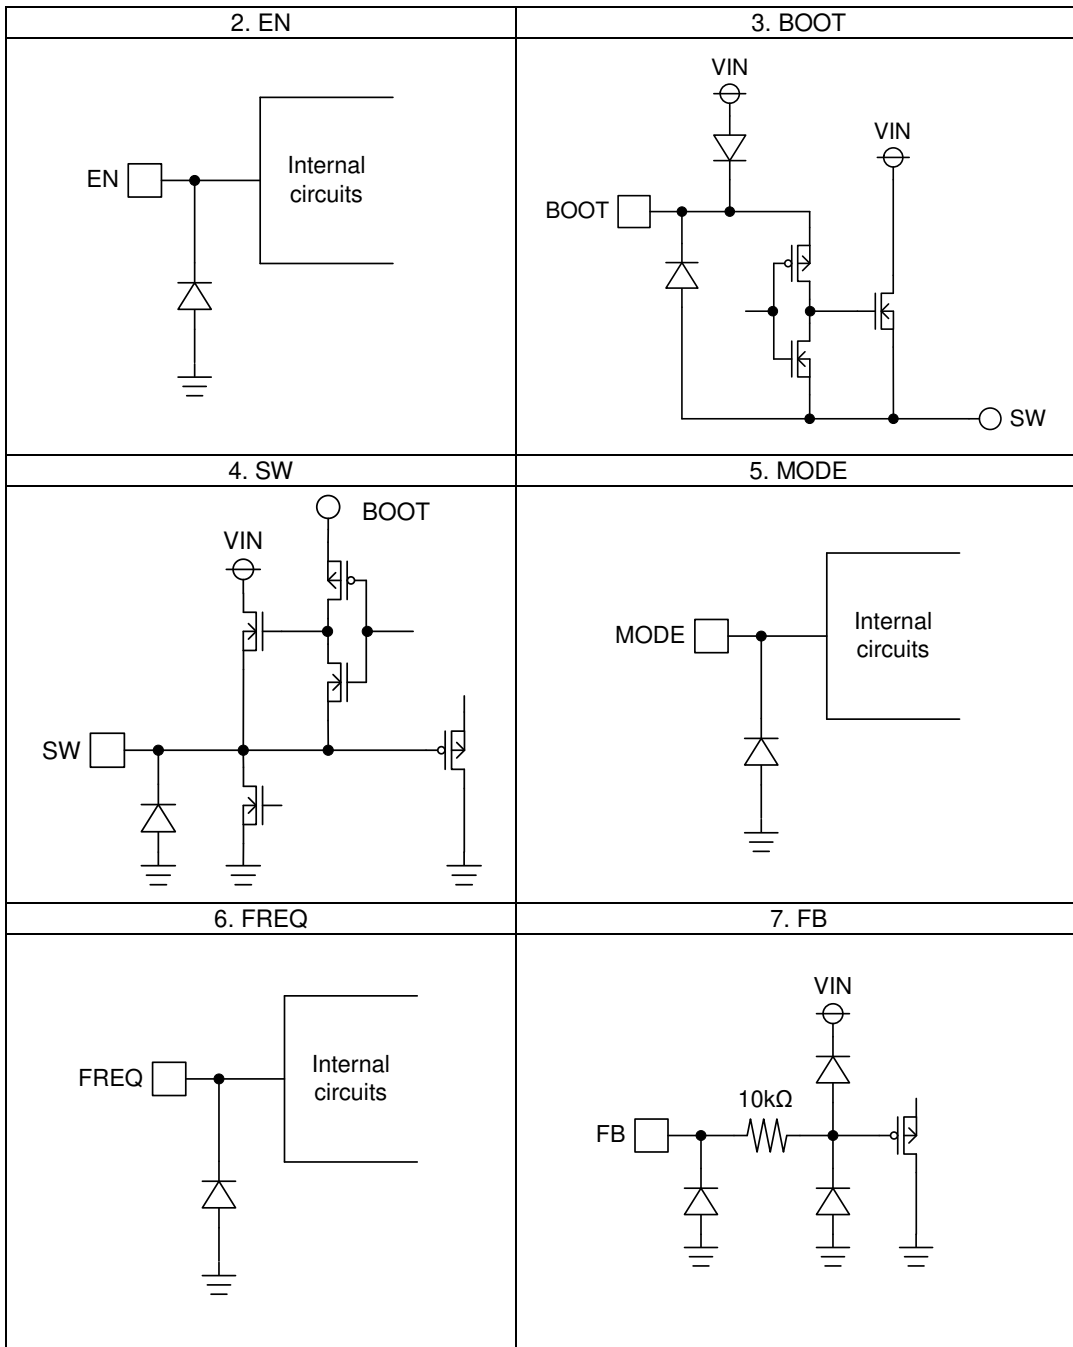 2. EN
3. BOOT
EN
Internal
circuits
VIN
VIN
BOOT
SW
4. SW
5. MODE
BOOT
VIN
SW
MODE
Internal
circuits
6. FREQ
7. FB
FREQ
Internal
circuits
VIN
10kΩ
FB